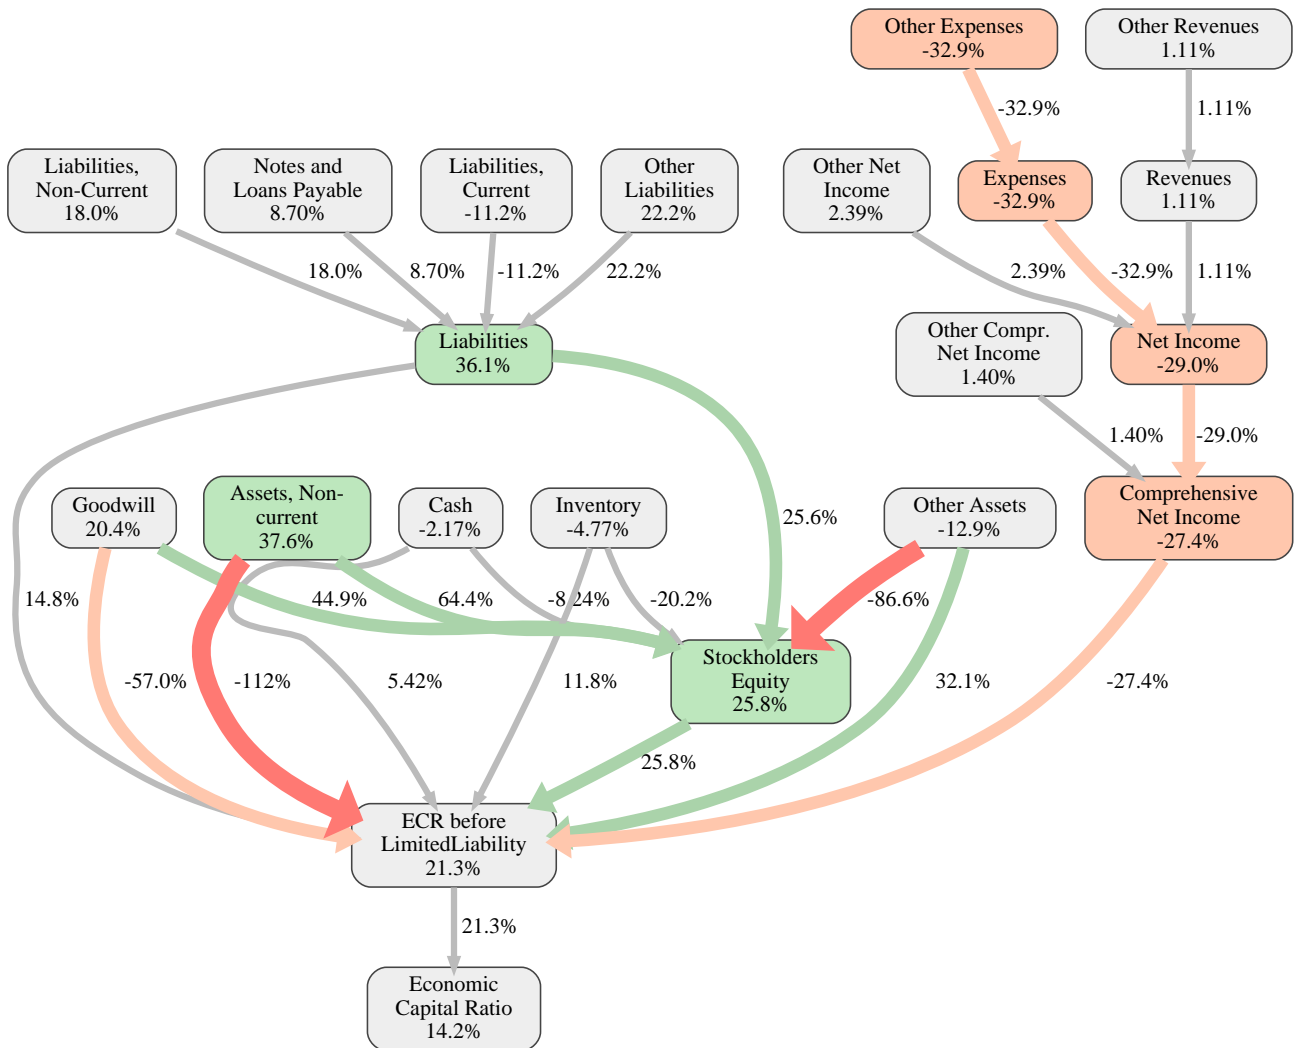 Other Expenses
-32.9%
Other Revenues
1.11%
-32.9%
1.11%
Liabilities,
Non-Current
18.0%
Notes and
Loans Payable
8.70%
Liabilities,
Current
-11.2%
Other
Liabilities
22.2%
Other Net
Income
2.39%
Expenses
-32.9%
Revenues
1.11%
18.0%
8.70%
-11.2%
22.2%
2.39%
-32.9%
1.11%
Liabilities
36.1%
Other Compr.
Net Income
1.40%
Net Income
-29.0%
1.40%
-29.0%
Goodwill
20.4%
Assets, Non-
current
37.6%
Cash
-2.17%
Inventory
-4.77%
25.6%
Other Assets
-12.9%
Comprehensive
Net Income
-27.4%
14.8%
44.9%
64.4%
-8.24%
-20.2%
-86.6%
Stockholders
Equity
25.8%
-57.0%
-112%
5.42%
11.8%
32.1%
-27.4%
25.8%
ECR before
LimitedLiability
21.3%
21.3%
Economic
Capital Ratio
14.2%